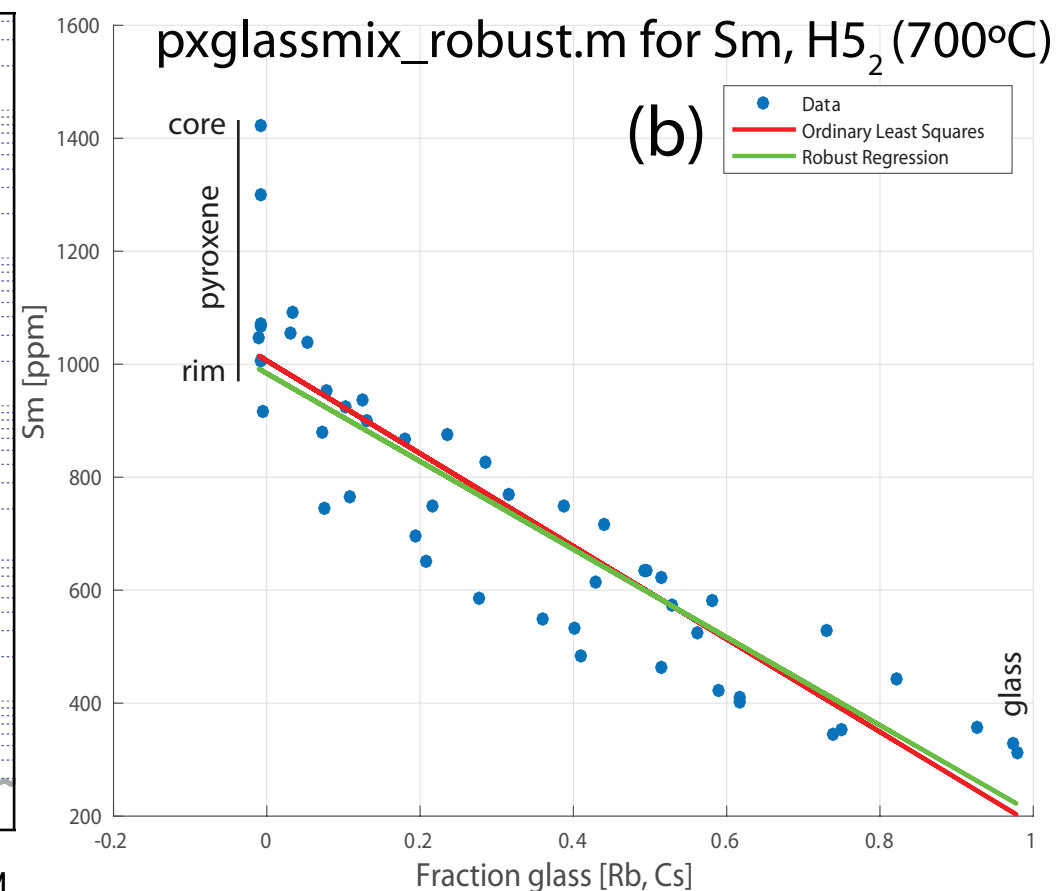 pxglassmix_robust.m for Sm, H5₂ (700ºC)
(b)
Data
Ordinary Least Squares
Robust Regression
core
pyroxene
rim
glass
Sm [ppm]
1600
1400
1200
1000
800
600
400
200
-0.2 0 0.2 0.4 0.6 0.8 1
Fraction glass [Rb, Cs]